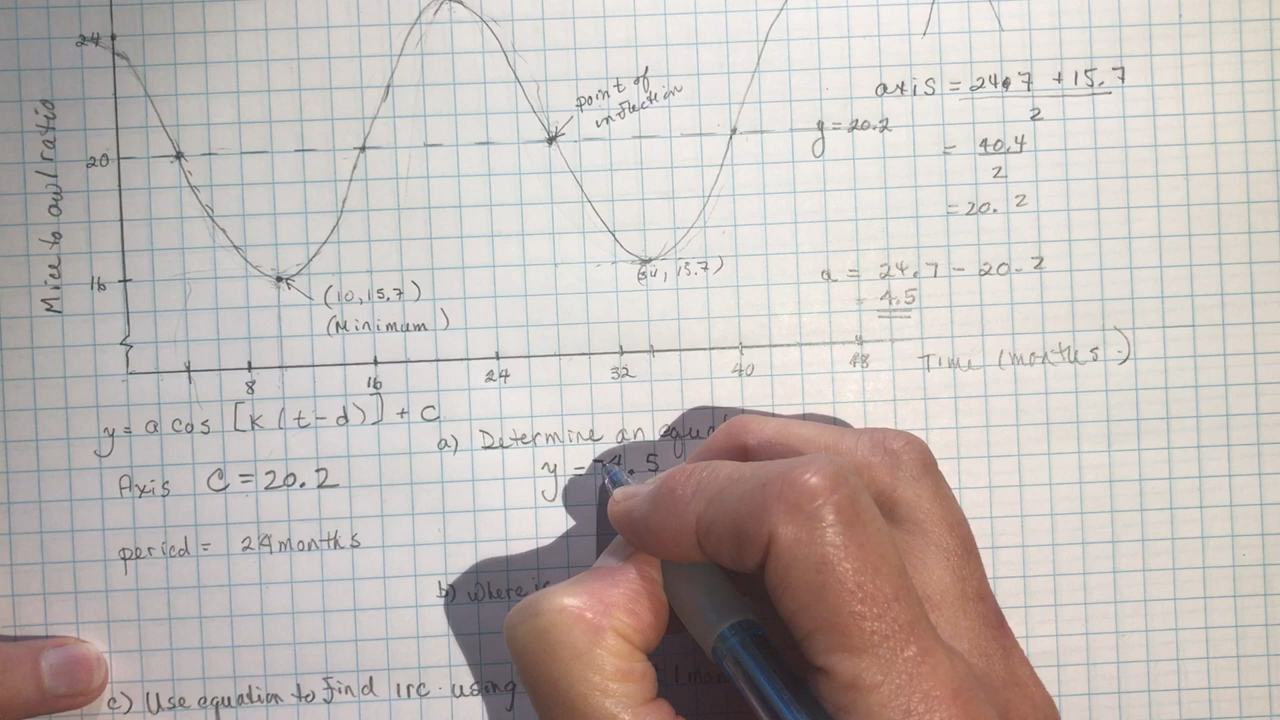 24
Mice to owl ratio
20
16
point of
inflection
(10, 15.7)
(Minimum)
(34, 15.7)
y = 20.2
axis = 24.7 + 15.7
2
= 40.4
2
= 20.2
a = 24.7 - 20.2
= 4.5
8 16 24 32 40 48 Time (months)
y = a cos [k(t-d)] + c
Axis C = 20.2
period = 24 months
a) Determine an
y = -4.5
b) where is
c) Use equation to find irc using